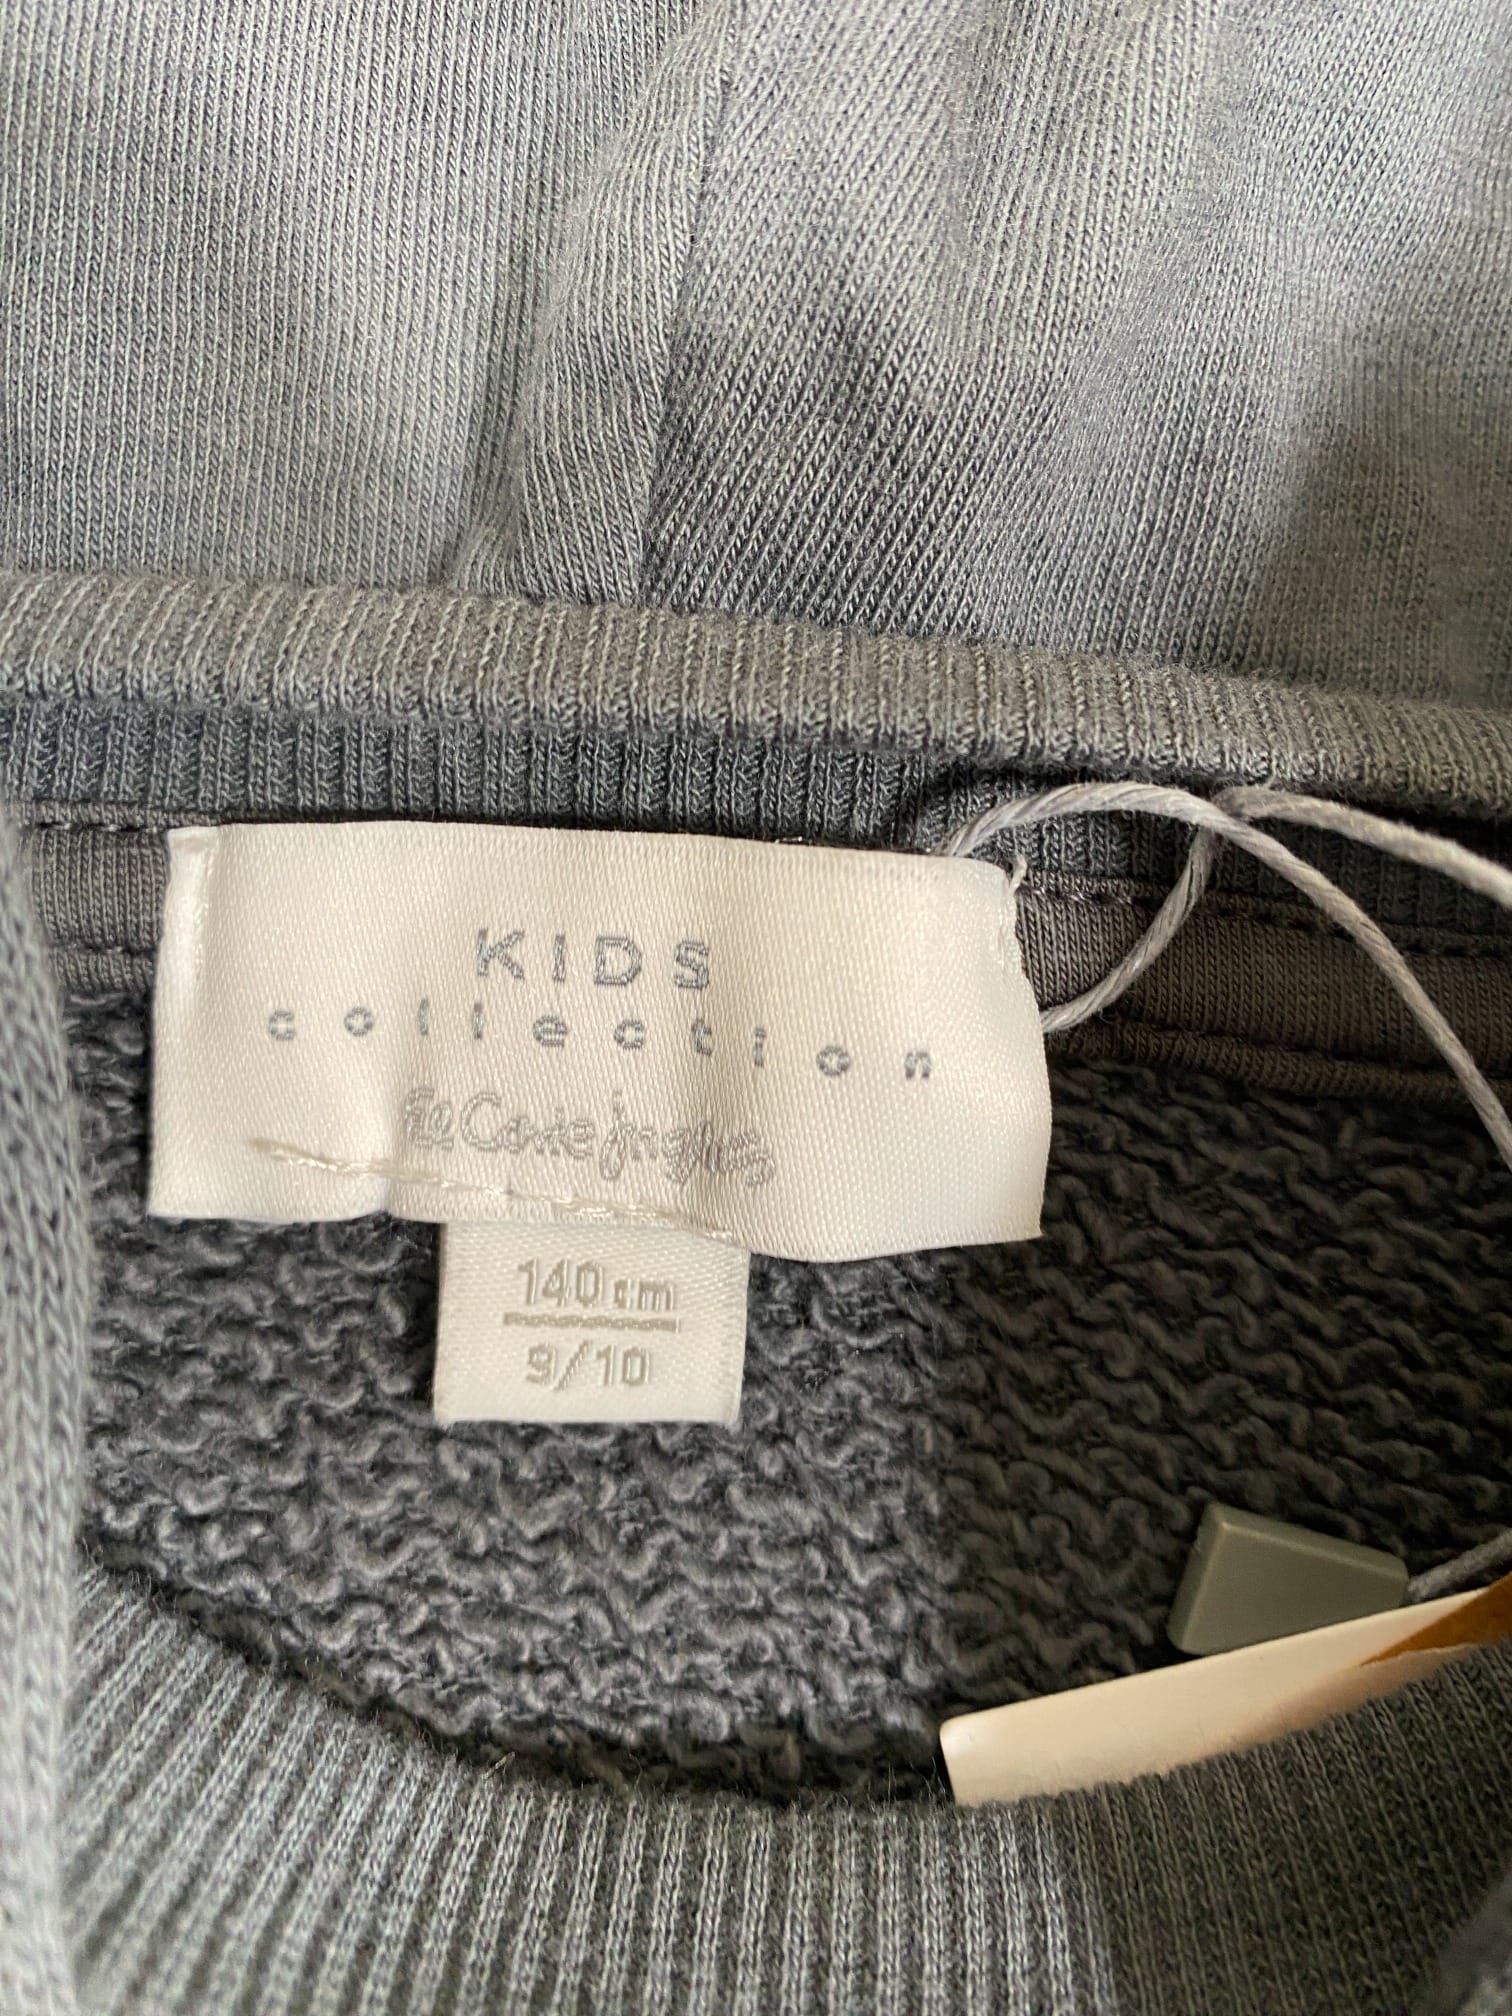 KIDS
collection
El Corte Inglés
140 cm
9/10